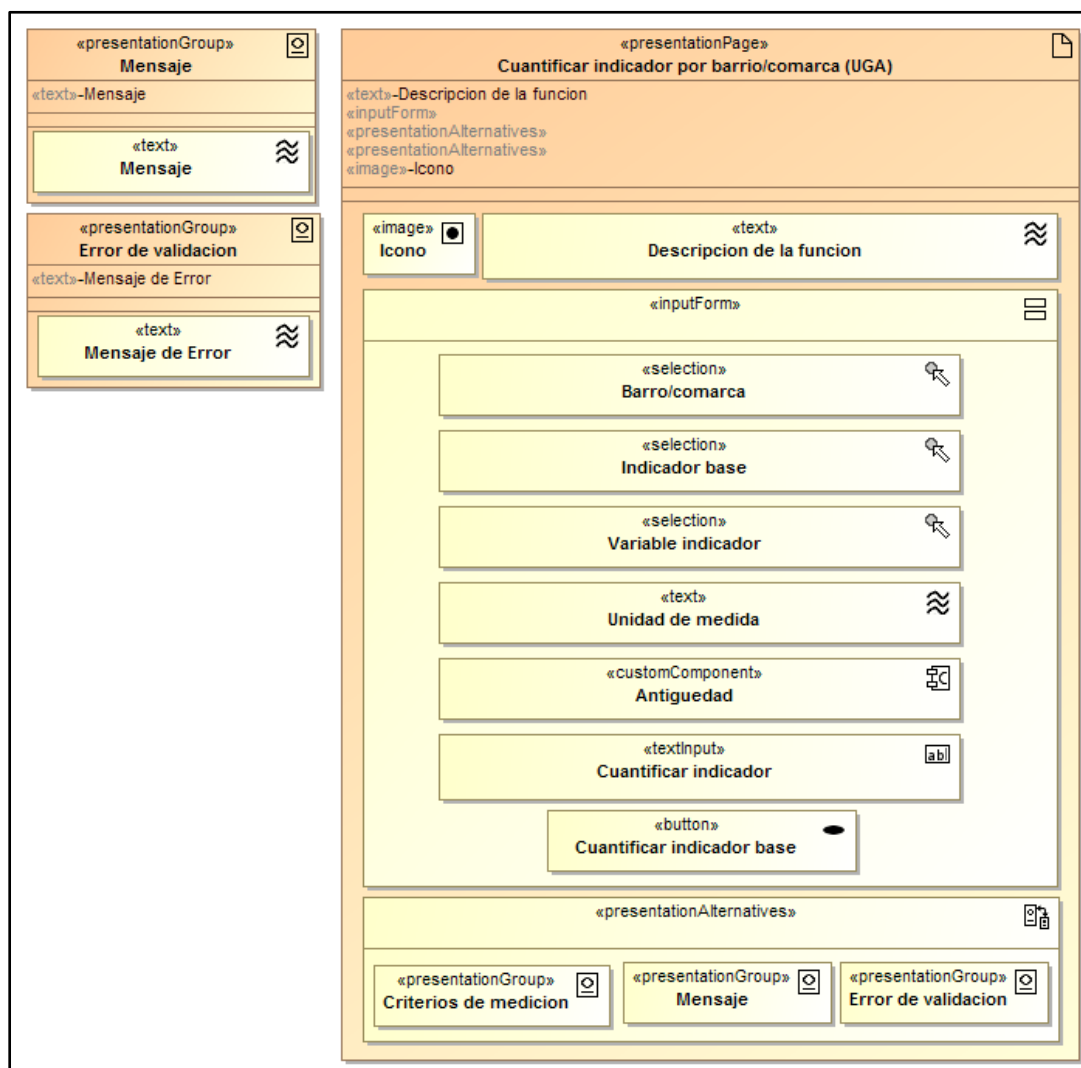 «presentationGroup»
Mensaje
«text»-Mensaje
«text»
Mensaje
«presentationGroup»
Error de validacion
«text»-Mensaje de Error
«text»
Mensaje de Error
«presentationPage»
Cuantificar indicador por barrio/comarca (UGA)
«text»-Descripcion de la funcion
«inputForm»
«presentationAlternatives»
«presentationAlternatives»
«image»-Icono
«image»
Icono
«text»
Descripcion de la funcion
«inputForm»
«selection»
Barro/comarca
«selection»
Indicador base
«selection»
Variable indicador
«text»
Unidad de medida
«customComponent»
Antiguedad
«textInput»
Cuantificar indicador
ab
«button»
Cuantificar indicador base
«presentationAlternatives»
«presentationGroup»
Criterios de medicion
«presentationGroup»
Mensaje
«presentationGroup»
Error de validacion